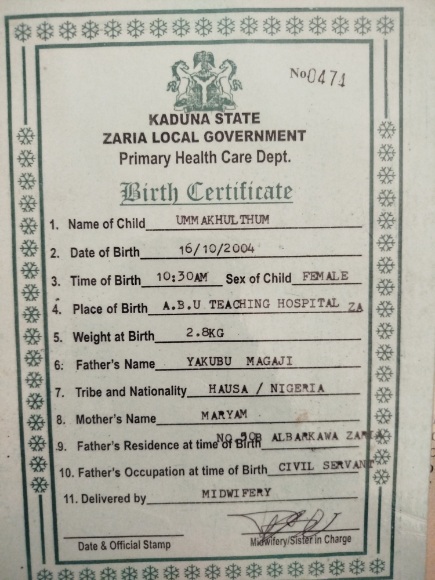 No 0474
KADUNA STATE
ZARIA LOCAL GOVERNMENT
Primary Health Care Dept.
Birth Certificate
1. Name of Child UMMAKHULTHUM
2. Date of Birth 16/10/2004
3. Time of Birth 10;30AM Sex of Child FEMALE
4. Place of Birth A.B.U TEACHING HOSPITAL ZA
5. Weight at Birth 2.8KG
6. Father's Name YAKUBU MAGAJI
7. Tribe and Nationality HAUSA / NIGERIA
8. Mother's Name MARYAM
9. Father's Residence at time of Birth NO 50B ALBARKAWA ZARIA
10. Father's Occupation at time of Birth CIVIL SERVANT
11. Delivered by MIDWIFERY
Date & Official Stamp Midwifery/Sister in Charge